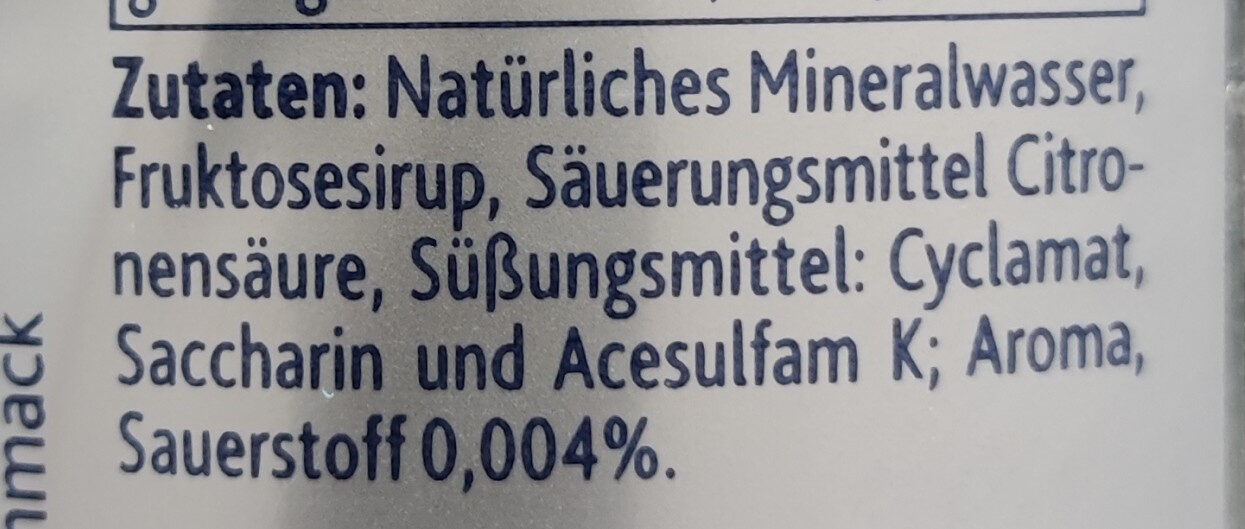 Zutaten: Natürliches Mineralwasser,
Fruktosesirup, Säuerungsmittel Citro-
nensäure, Süßungsmittel: Cyclamat,
Saccharin und Acesulfam K; Aroma,
Sauerstoff 0,004%.